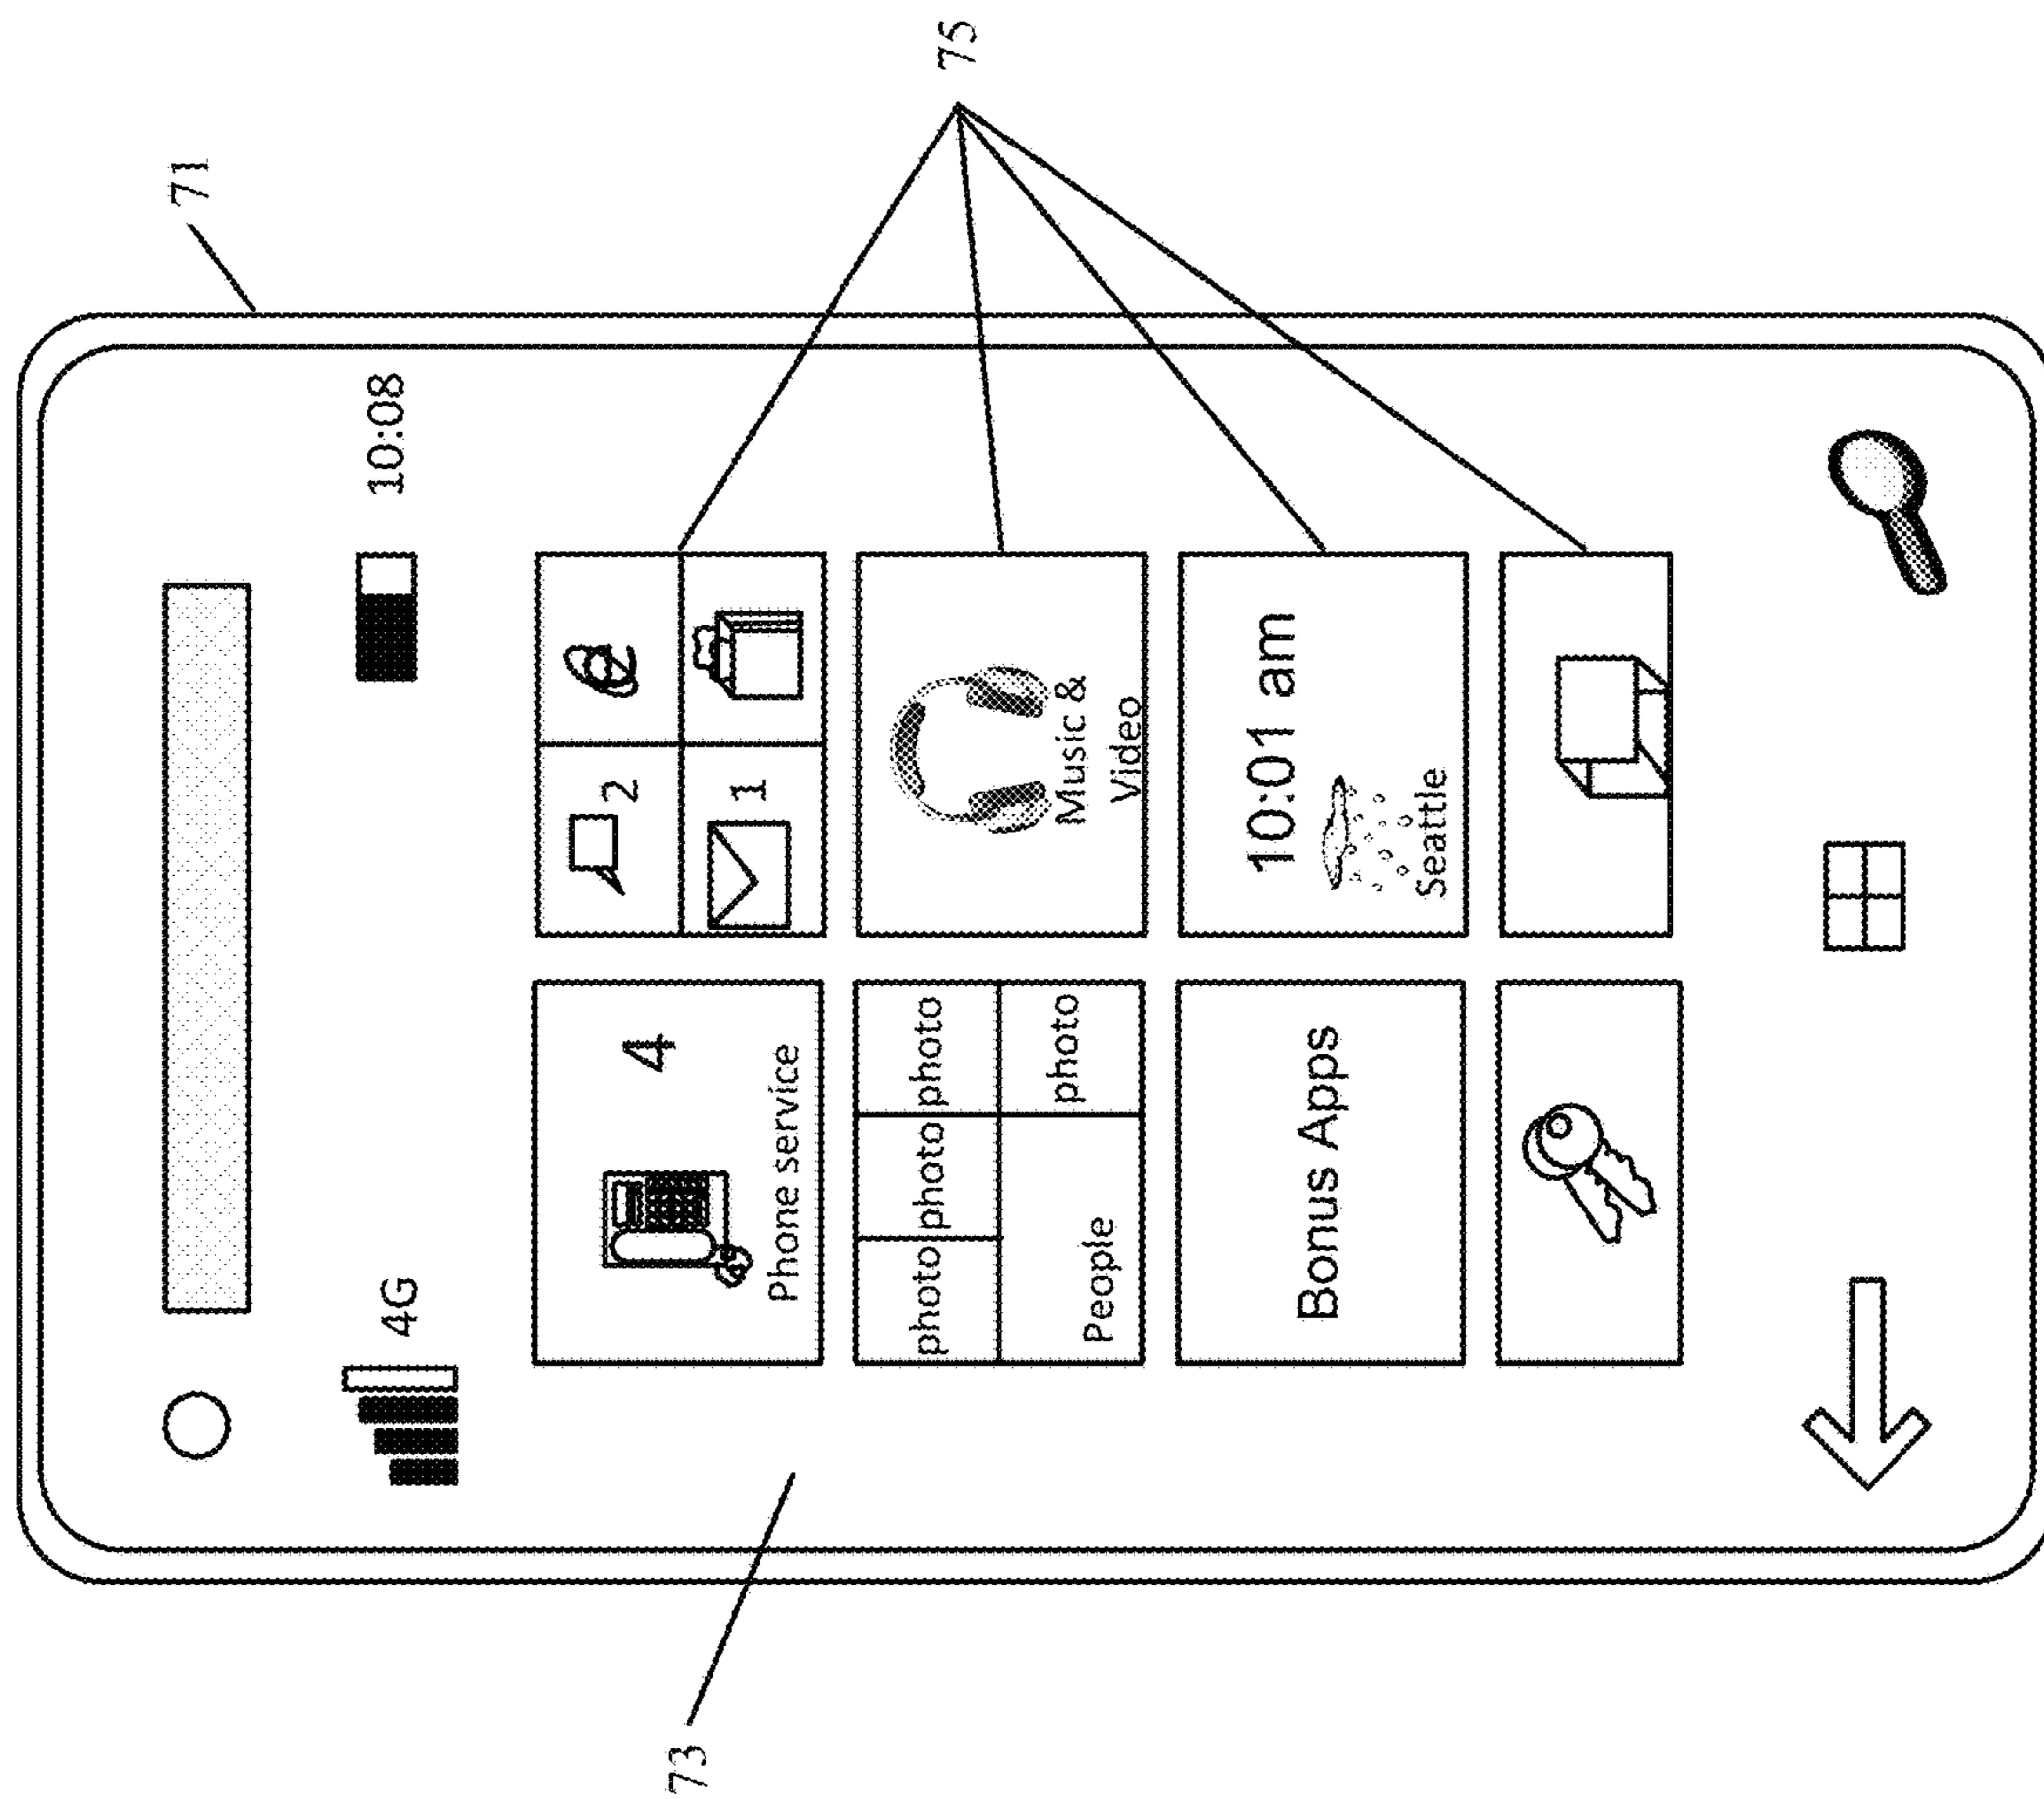 71
4G
10:08
4
Phone service
2
1
75
photo
photo
photo
People
photo
Music &
Video
Bonus Apps
10:01 am
Seattle
73